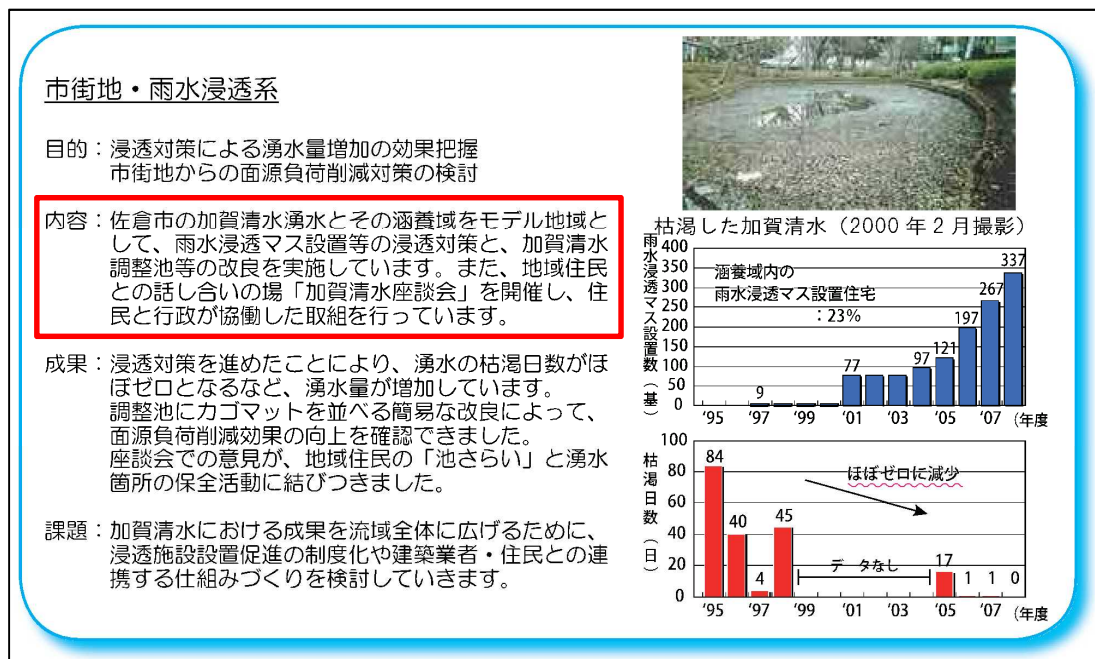 市街地・雨水浸透系
目的：浸透対策による湧水量増加の効果把握
市街地からの面源負荷削減対策の検討
内容：佐倉市の加賀清水湧水とその涵養域をモデル地域と
して、雨水浸透マス設置等の浸透対策と、加賀清水
調整池等の改良を実施しています。また、地域住民
との話し合いの場「加賀清水座談会」を開催し、住
民と行政が協働した取組を行っています。
成果：浸透対策を進めたことにより、湧水の枯渇日数がほ
ぼゼロとなるなど、湧水量が増加しています。
調整池にカゴマットを並べる簡易な改良によって、
面源負荷削減効果の向上を確認できました。
座談会での意見が、地域住民の「池さらい」と湧水
箇所の保全活動に結びつきました。
課題：加賀清水における成果を流域全体に広げるために、
浸透施設設置促進の制度化や建築業者・住民との連
携する仕組みづくりを検討していきます。
枯渇した加賀清水（2000年2月撮影）
雨水浸透マス設置数（基）
400
350
300
250
200
150
100
50
0
涵養域内の
雨水浸透マス設置住宅
：23%
9
77
97
121
197
267
337
'95 '97 '99 '01 '03 '05 '07 (年度
枯渇日数（日）
100
80
60
40
20
0
84
40
4
45
ほぼゼロに減少
データなし
17
1
1
0
'95 '97 '99 '01 '03 '05 '07 (年度